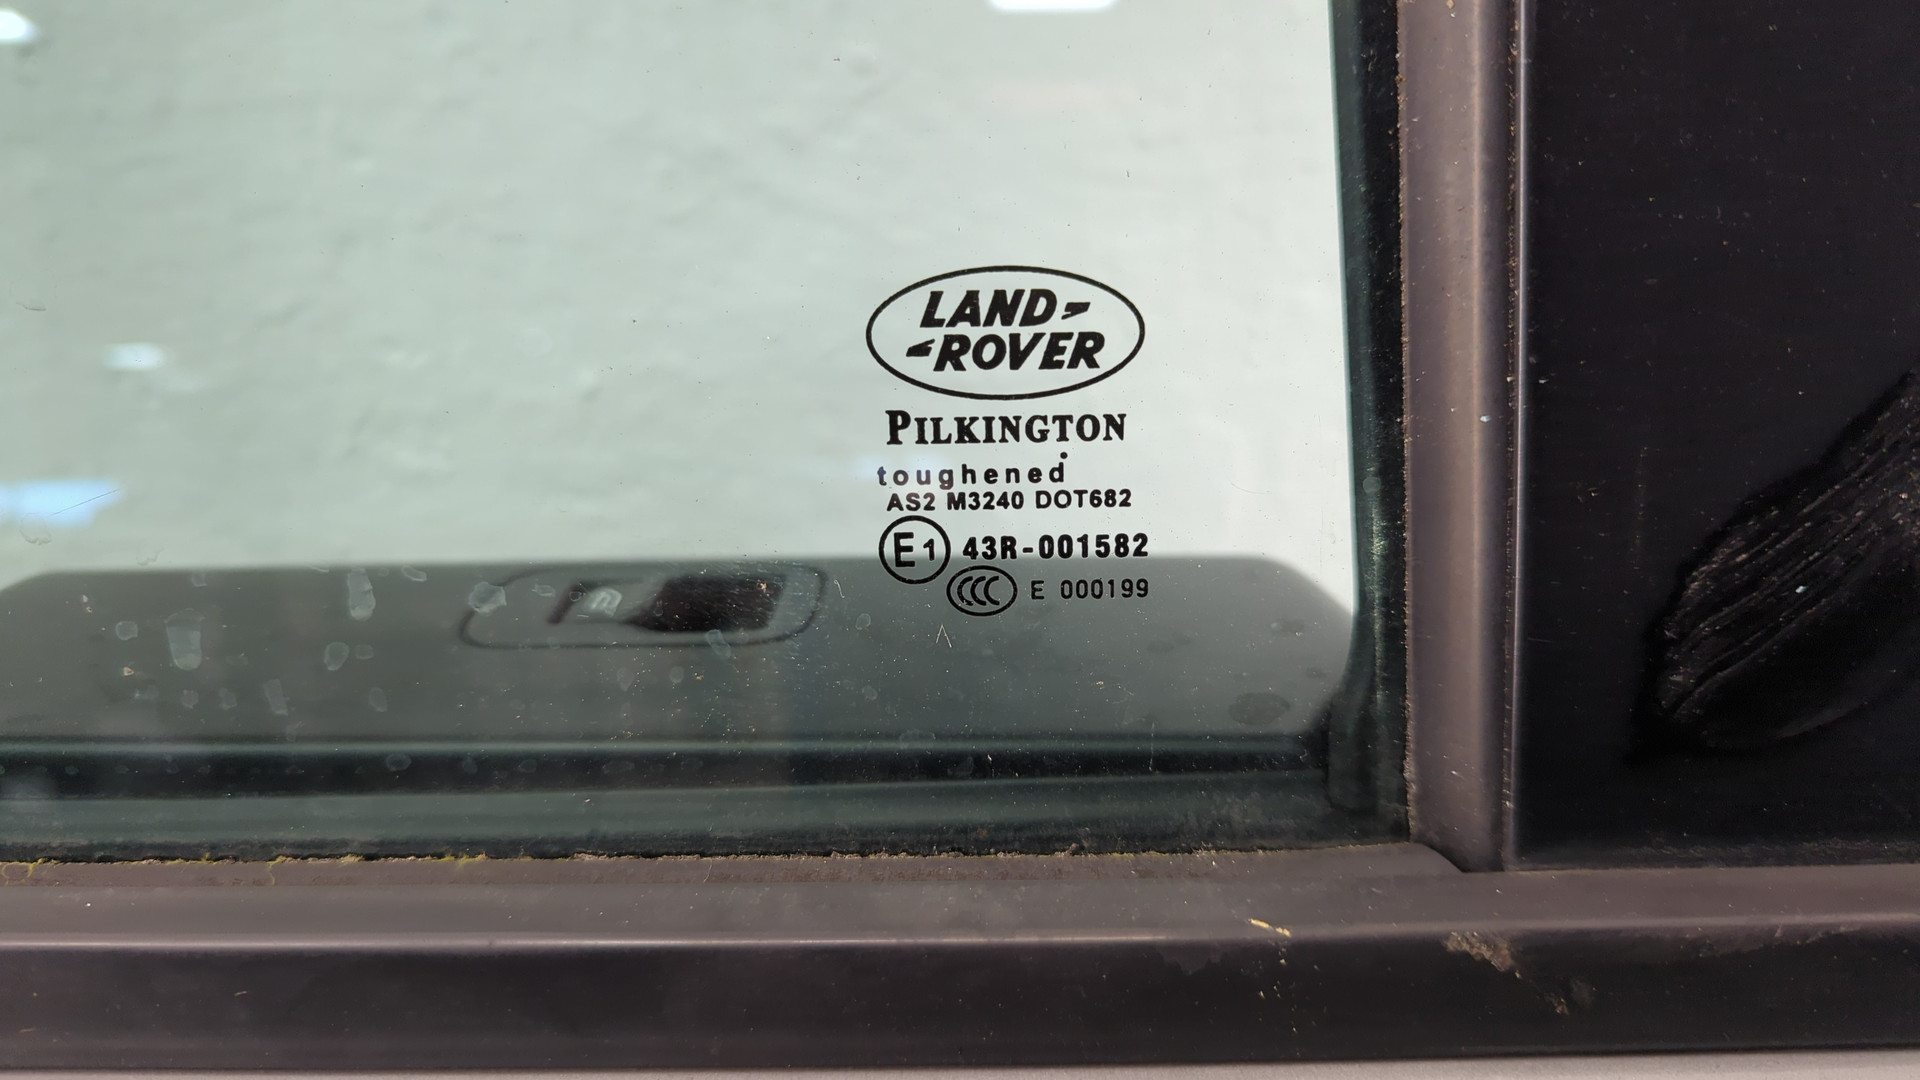 LAND-
-ROVER
PILKINGTON
toughened
AS2 M3240 DOT682
E1 43R-001582
CCC E 000199